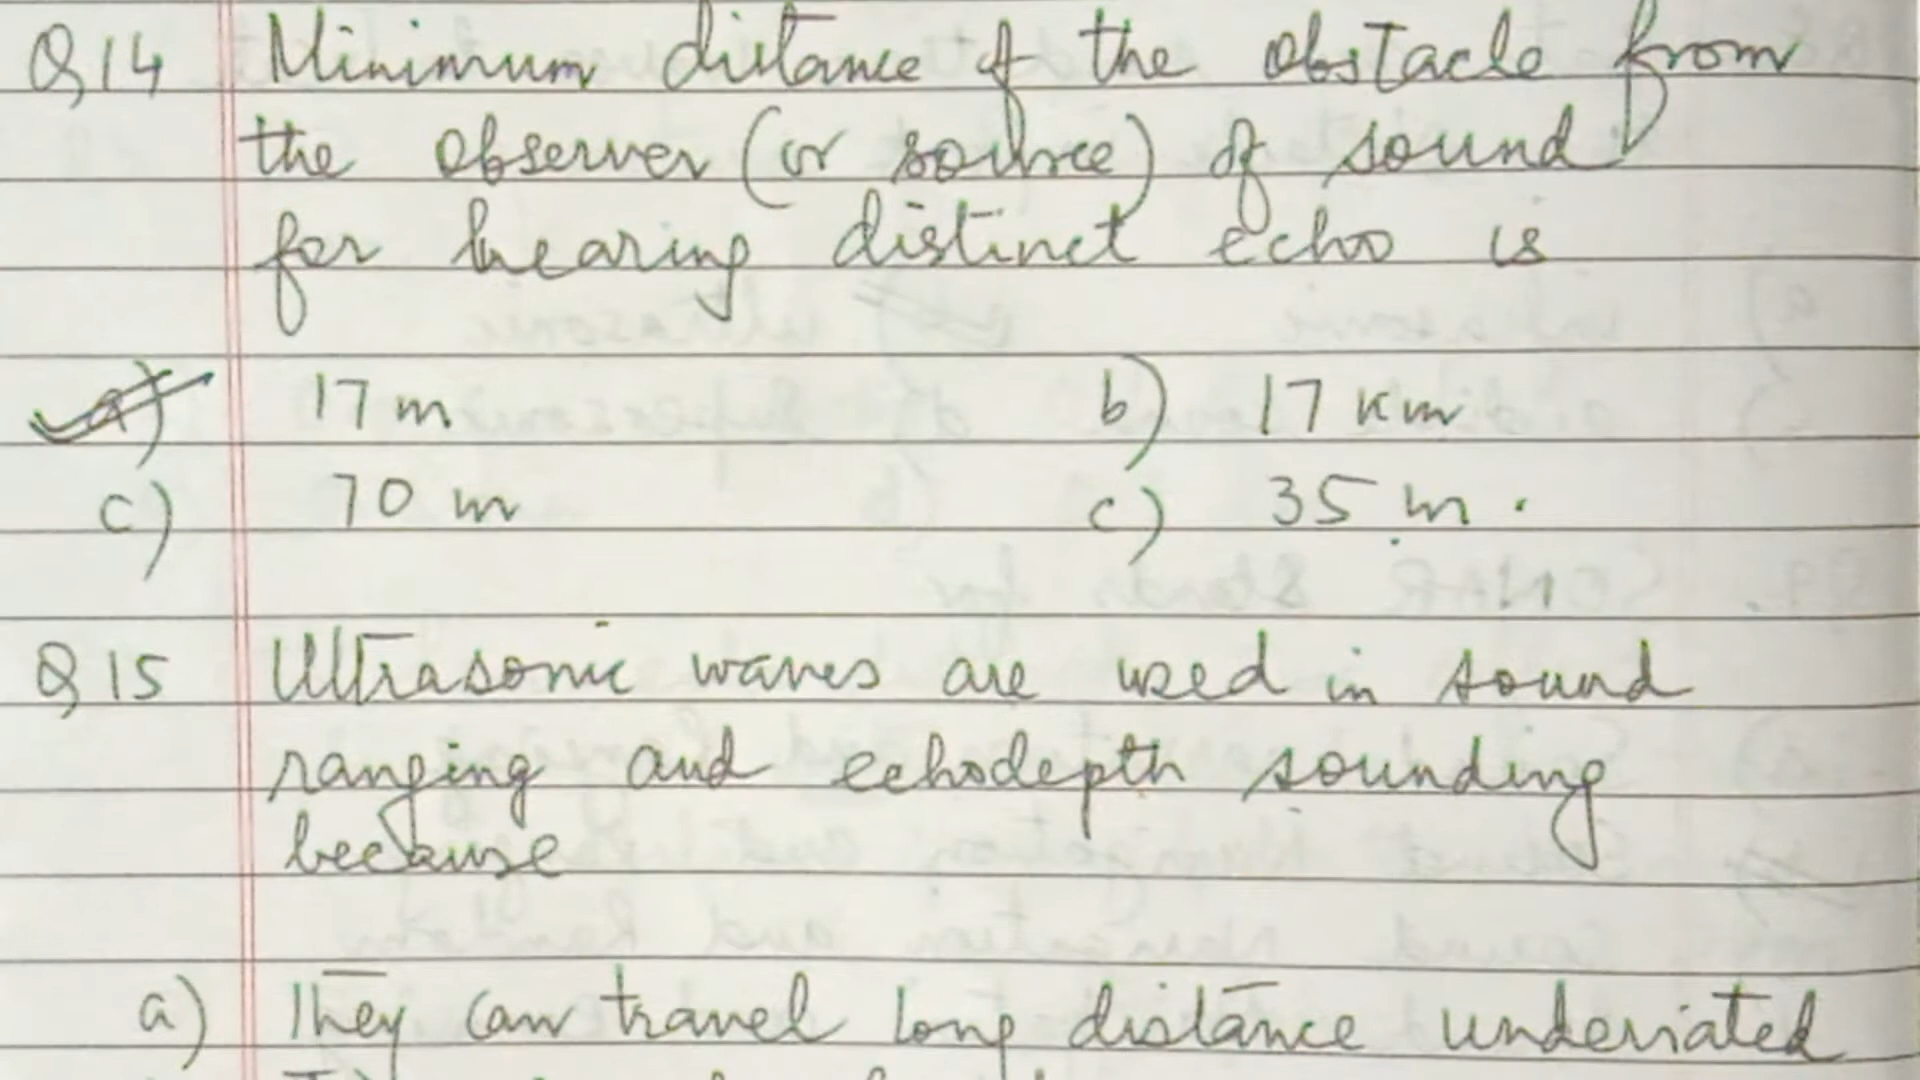 Q14 Minimum distance of the obstacle from
the observer (or source) of sound
for hearing distinct echo is
a) 17 m b) 17 km
c) 70 m c) 35 m.
Q15 Ultrasonic waves are used in sound
ranging and echodepth sounding
because
a) They can travel long distance undeviated